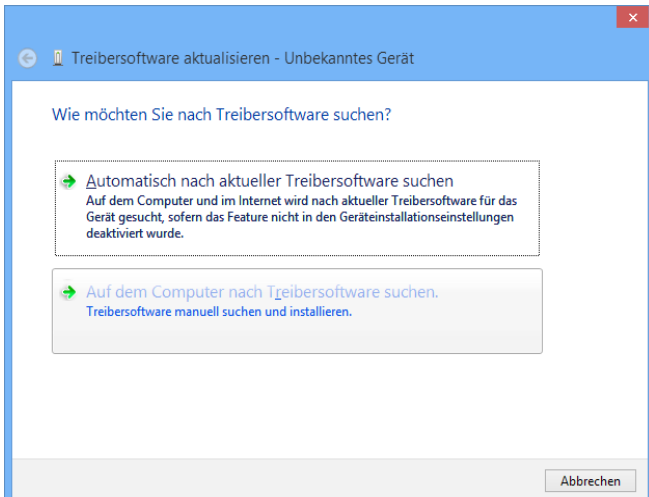 Treibersoftware aktualisieren - Unbekanntes Gerät
Wie möchten Sie nach Treibersoftware suchen?
Automatisch nach aktueller Treibersoftware suchen
Auf dem Computer und im Internet wird nach aktueller Treibersoftware für das
Gerät gesucht, sofern das Feature nicht in den Geräteinstallationseinstellungen
deaktiviert wurde.
Auf dem Computer nach Treibersoftware suchen.
Treibersoftware manuell suchen und installieren.
Abbrechen